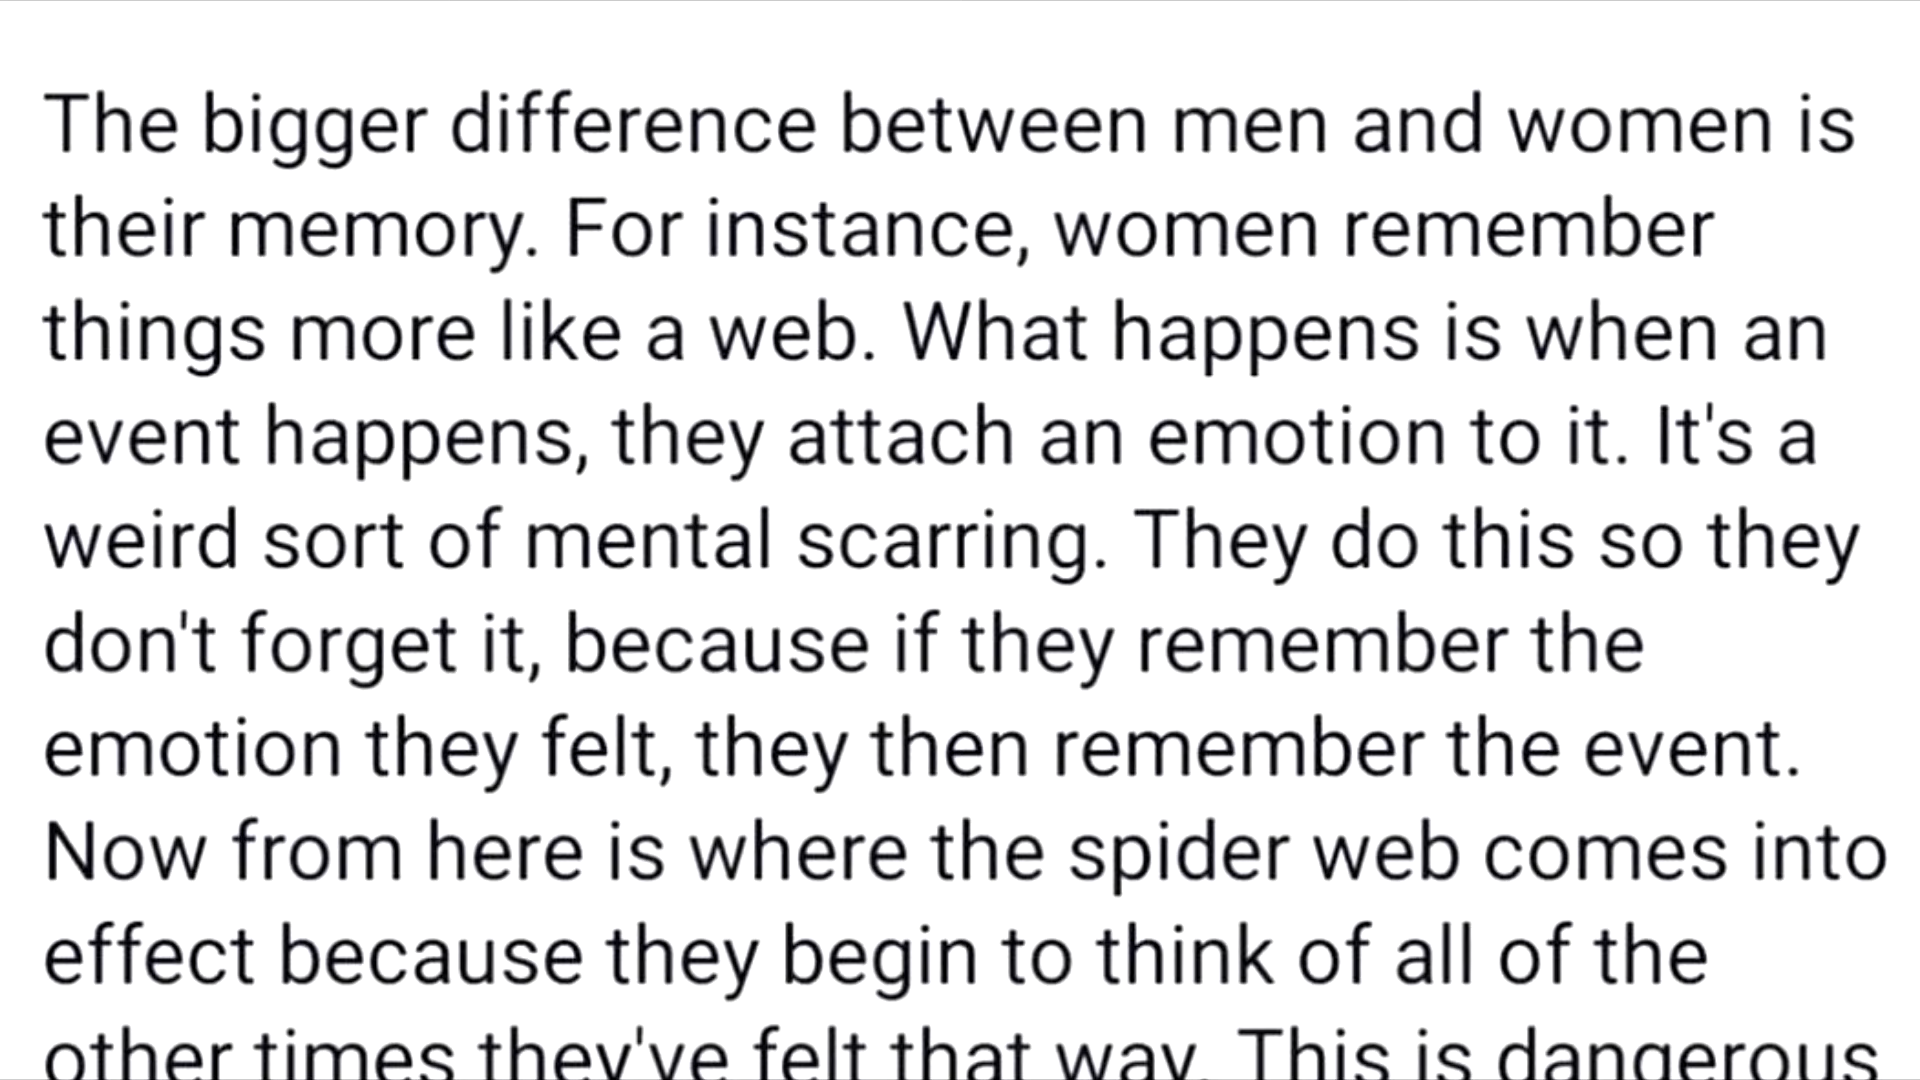 The bigger difference between men and women is
their memory. For instance, women remember
things more like a web. What happens is when an
event happens, they attach an emotion to it. It's a
weird sort of mental scarring. They do this so they
don't forget it, because if they remember the
emotion they felt, they then remember the event.
Now from here is where the spider web comes into
effect because they begin to think of all of the
other times they've felt that way. This is dangerous